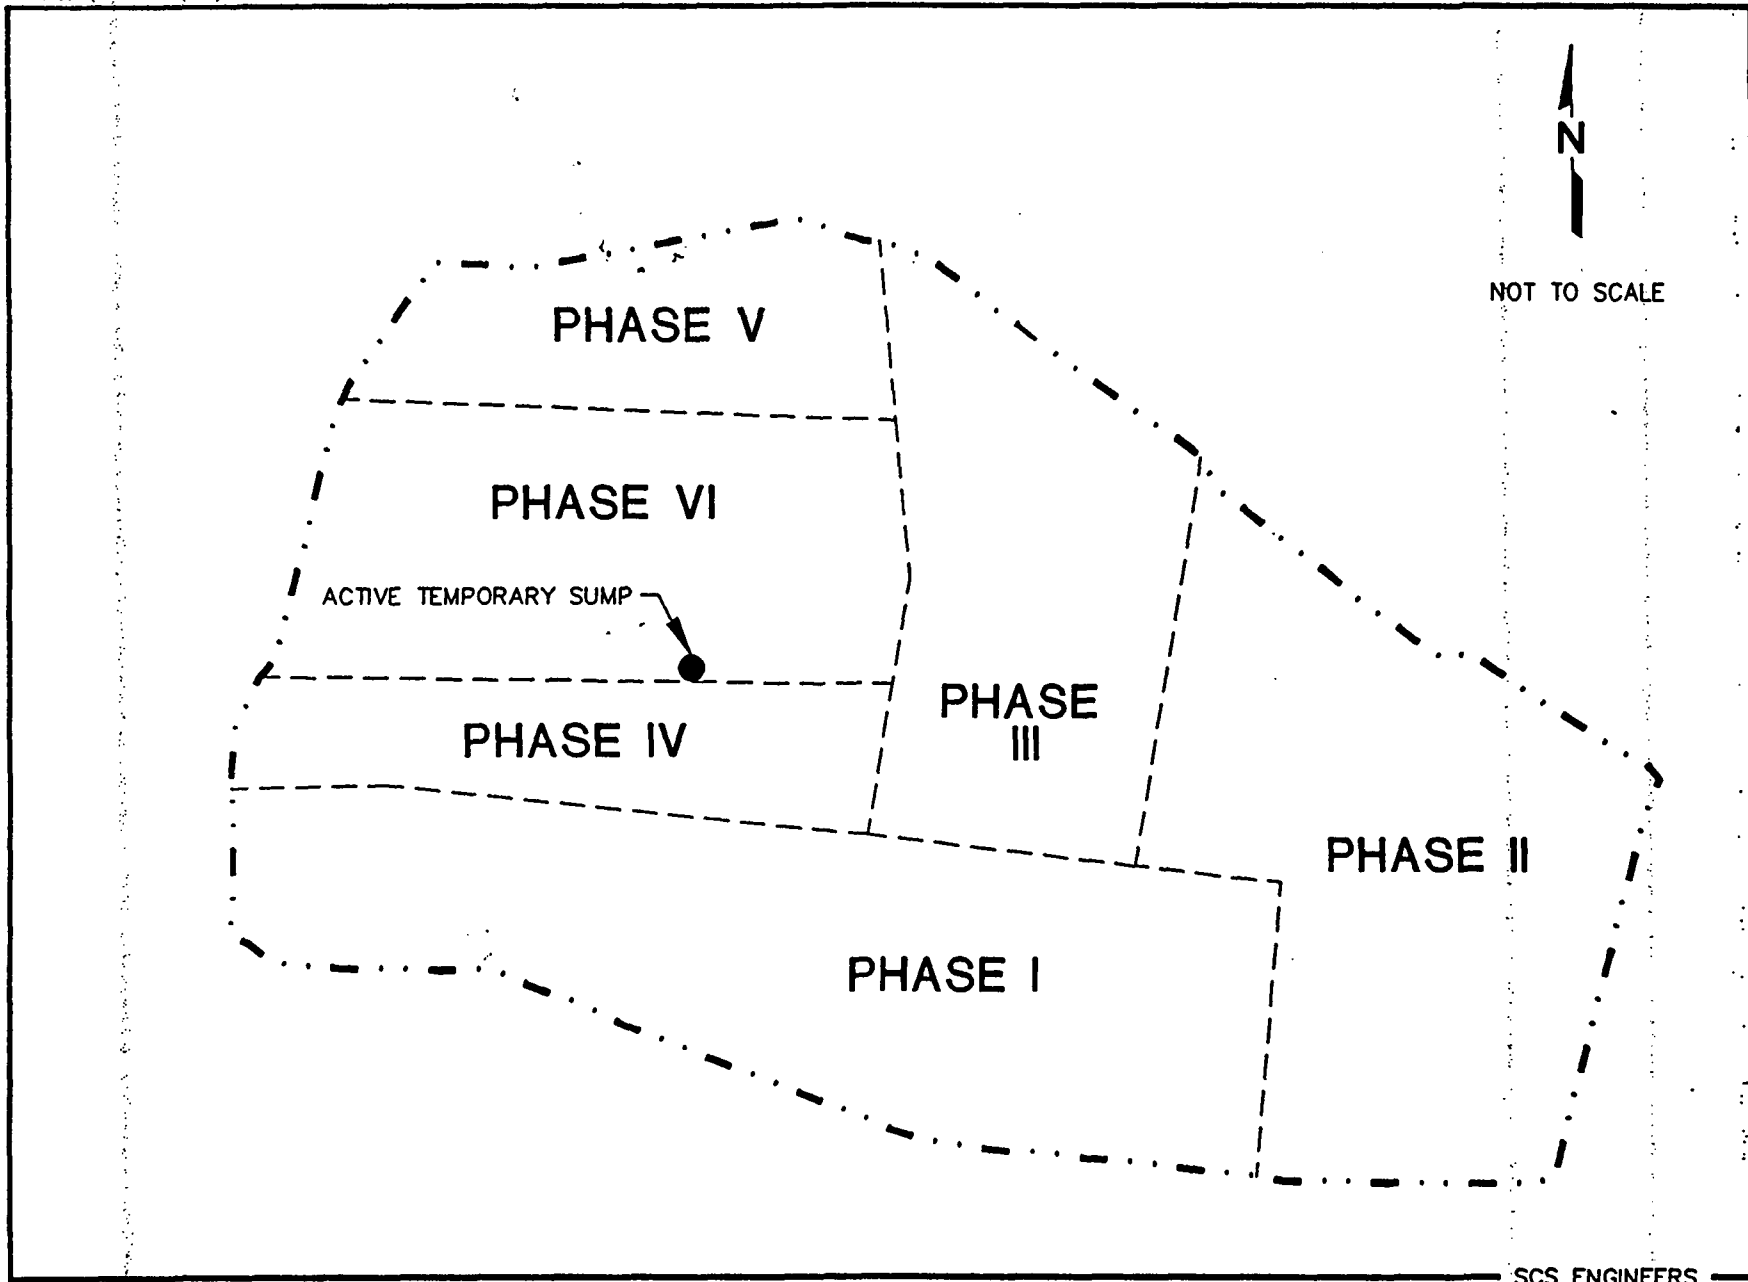 N
NOT TO SCALE
PHASE V
PHASE VI
ACTIVE TEMPORARY SUMP
PHASE
III
PHASE IV
PHASE II
PHASE I
SCS ENGINEERS